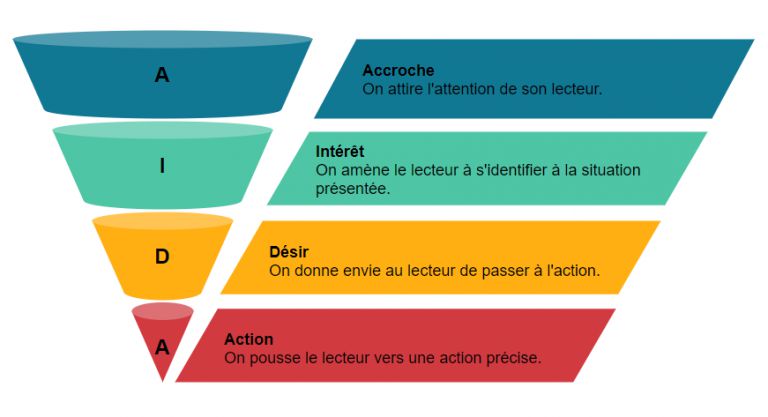 A
Accroche
On attire l'attention de son lecteur.
I
Intérêt
On amène le lecteur à s'identifier à la situation
présentée.
D
Désir
On donne envie au lecteur de passer à l'action.
A
Action
On pousse le lecteur vers une action précise.